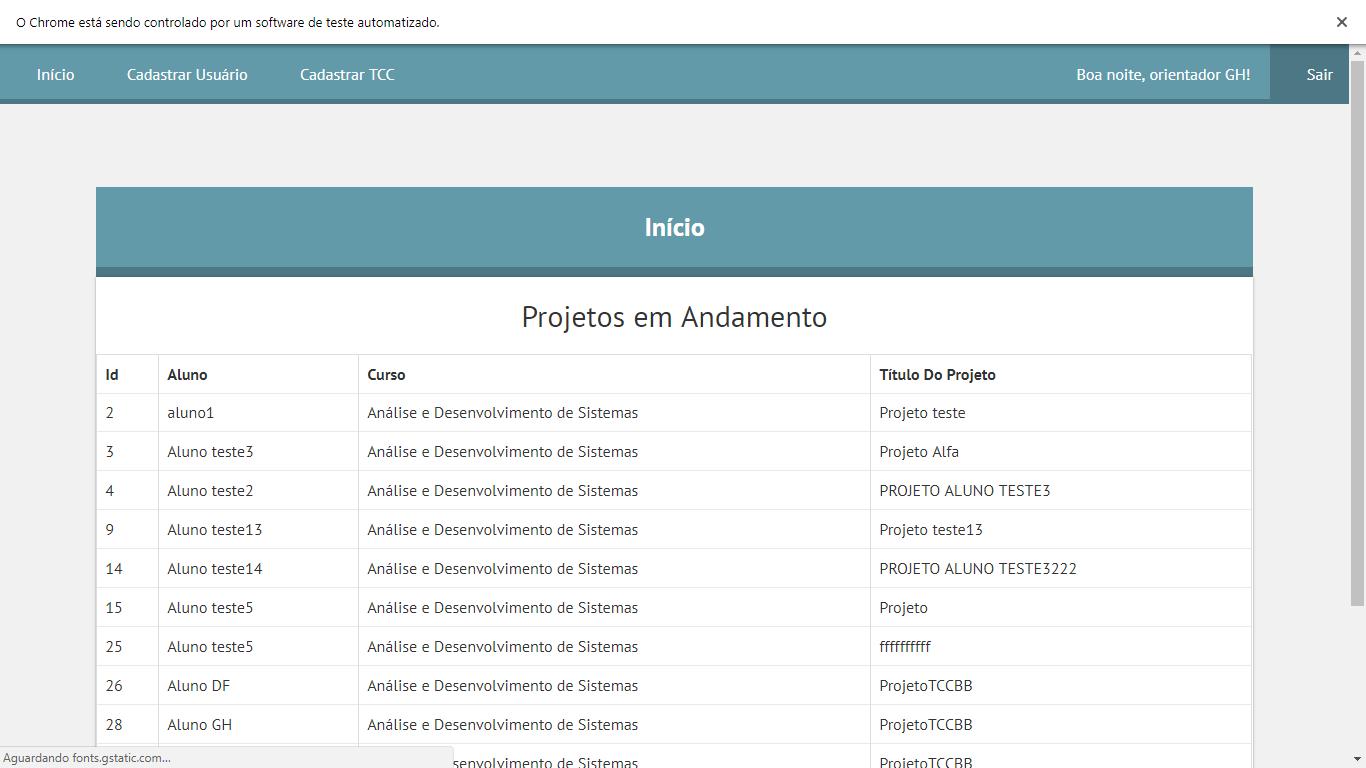 O Chrome está sendo controlado por um software de teste automatizado.
Início Cadastrar Usuário Cadastrar TCC Boa noite, orientador GH! Sair
Início
Projetos em Andamento
Id Aluno Curso Título Do Projeto
2 aluno1 Análise e Desenvolvimento de Sistemas Projeto teste
3 Aluno teste3 Análise e Desenvolvimento de Sistemas Projeto Alfa
4 Aluno teste2 Análise e Desenvolvimento de Sistemas PROJETO ALUNO TESTE3
9 Aluno teste13 Análise e Desenvolvimento de Sistemas Projeto teste13
14 Aluno teste14 Análise e Desenvolvimento de Sistemas PROJETO ALUNO TESTE3222
15 Aluno teste5 Análise e Desenvolvimento de Sistemas Projeto
25 Aluno teste5 Análise e Desenvolvimento de Sistemas ffffffffff
26 Aluno DF Análise e Desenvolvimento de Sistemas ProjetoTCCBB
28 Aluno GH Análise e Desenvolvimento de Sistemas ProjetoTCCBB
senvolvimento de Sistemas ProjetoTCCBB
Aguardando fonts.gstatic.com...